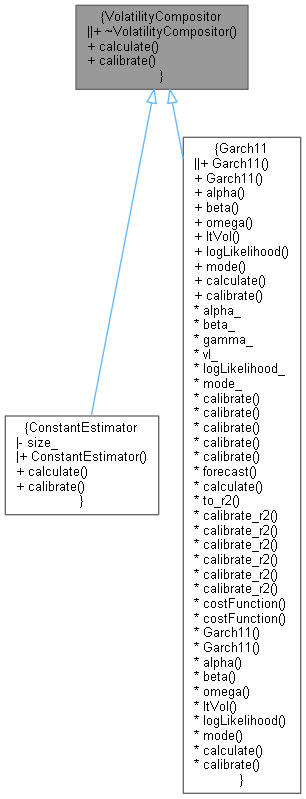 {VolatilityCompositor
||+ ~VolatilityCompositor()
+ calculate()
+ calibrate()
}
{ConstantEstimator
|- size_
|+ ConstantEstimator()
+ calculate()
+ calibrate()
}
{Garch11
||+ Garch11()
+ Garch11()
+ alpha()
+ beta()
+ omega()
+ ltVol()
+ logLikelihood()
+ mode()
+ calculate()
+ calibrate()
* alpha_
* beta_
* gamma_
* vl_
* logLikelihood_
* mode_
* calibrate()
* calibrate()
* calibrate()
* calibrate()
* calibrate()
* forecast()
* calculate()
* to_r2()
* calibrate_r2()
* calibrate_r2()
* calibrate_r2()
* calibrate_r2()
* calibrate_r2()
* calibrate_r2()
* costFunction()
* costFunction()
* Garch11()
* Garch11()
* alpha()
* beta()
* omega()
* ltVol()
* logLikelihood()
* mode()
* calculate()
* calibrate()
}